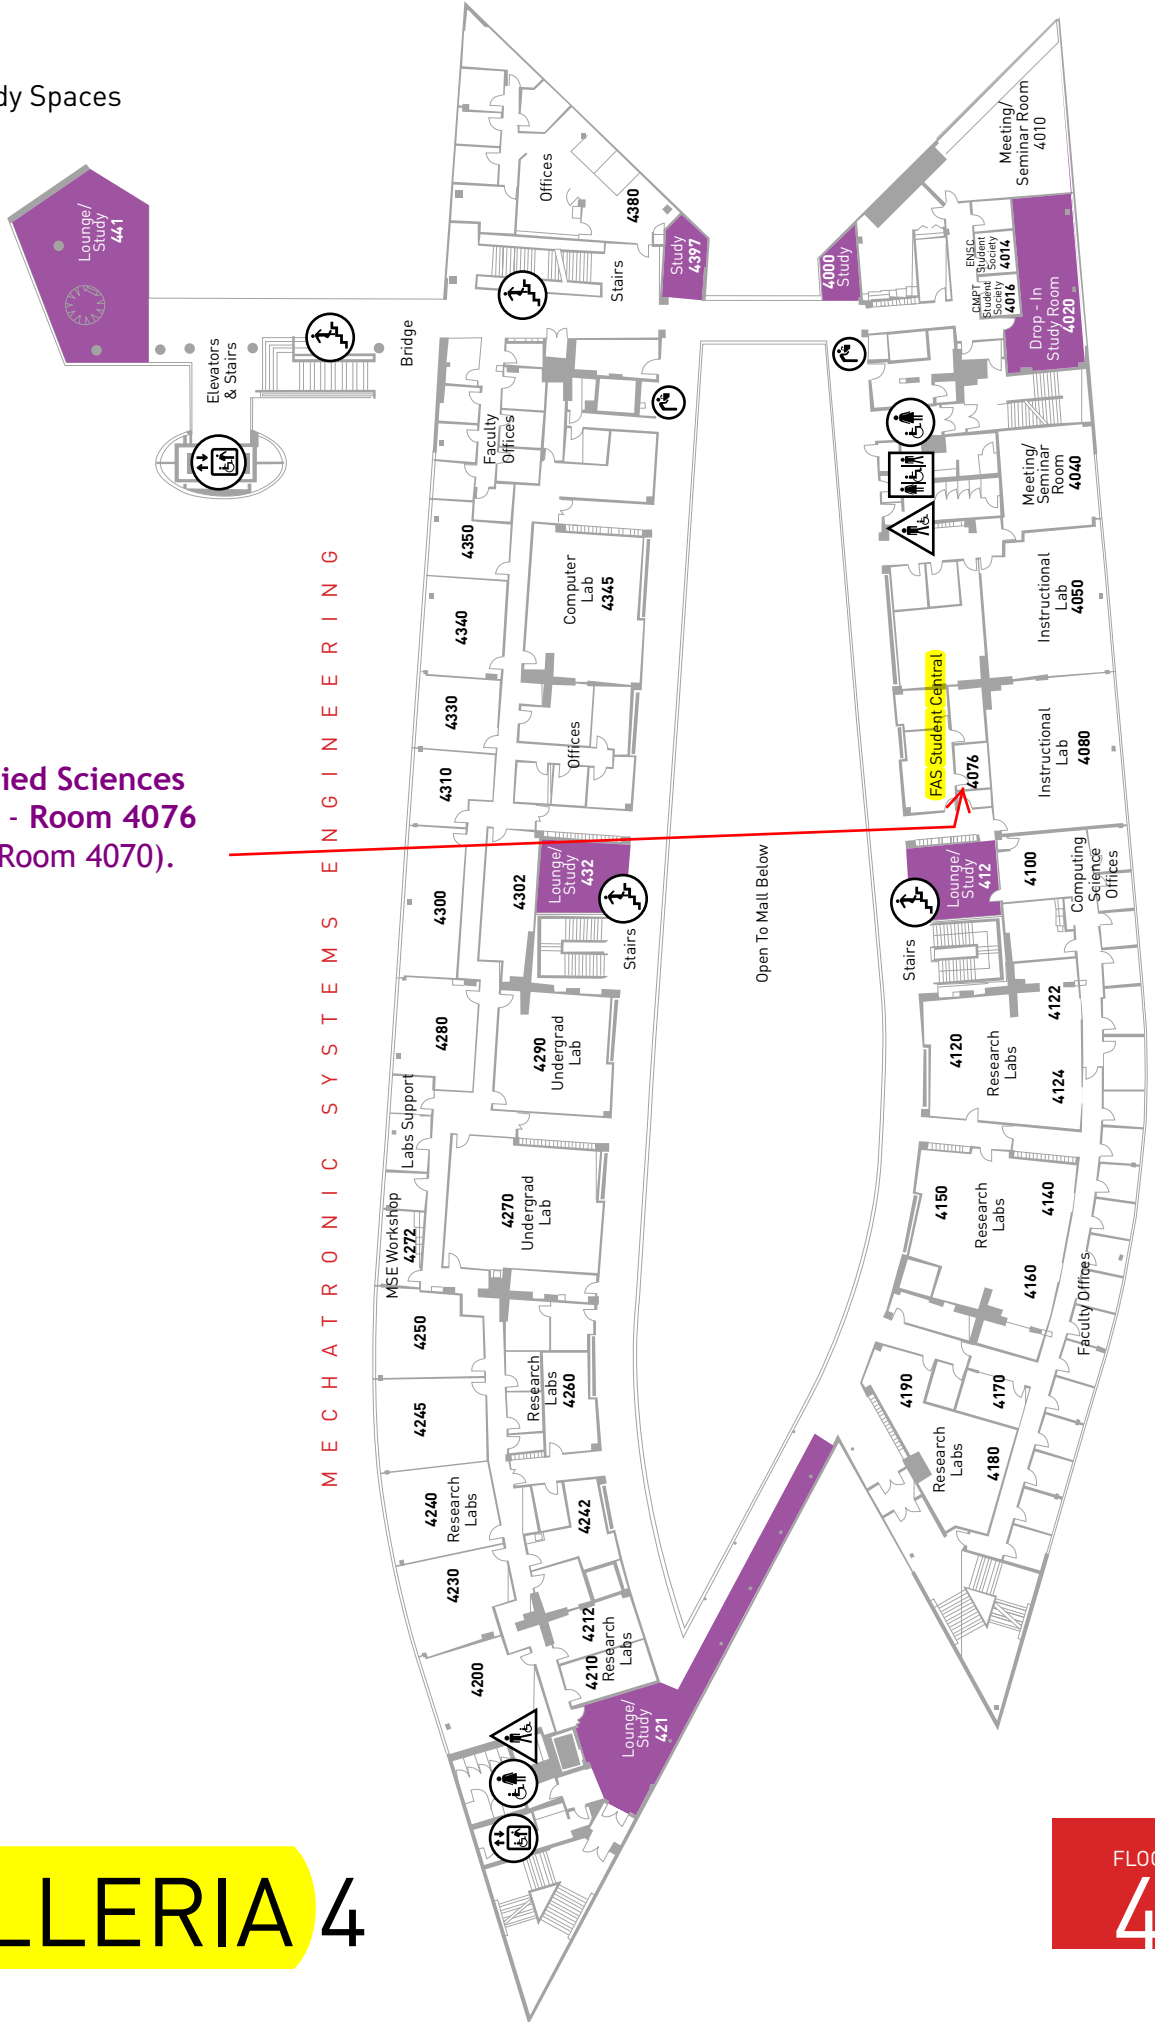 dy Spaces
Lounge/
Study
441
Elevators
& Stairs
Bridge
Offices
4380
Stairs
Study
4397
4000
Study
Meeting/
Seminar Room
4010
ENSC
Student
Society
4014
CMPT
Student
Society
4016
Drop - In
Study Room
4020
Faculty
Offices
Meeting/
Seminar
Room
4040
4350
4340
4330
4310
Computer
Lab
4345
Offices
Instructional
Lab
4050
Instructional
Lab
4080
FAS Student Central
4076
ied Sciences
- Room 4076
Room 4070).
MECHATRONIC SYSTEMS ENGINEERING
4300
4302
Lounge/
Study
432
Stairs
Open To Mall Below
Lounge/
Study
412
Stairs
4100
Computing
Science
Offices
4280
4290
Undergrad
Lab
Labs Support
4120
Research
Labs
4122
4124
MSE Workshop
4272
4270
Undergrad
Lab
4150
Research
Labs
4140
4160
Faculty Offices
4250
4245
Research
Labs
4260
4190
4170
Research
Labs
4180
4240
Research
Labs
4242
4230
4212
4210
Research
Labs
4200
Lounge/
Study
421
LLERIA 4
FLOO
4